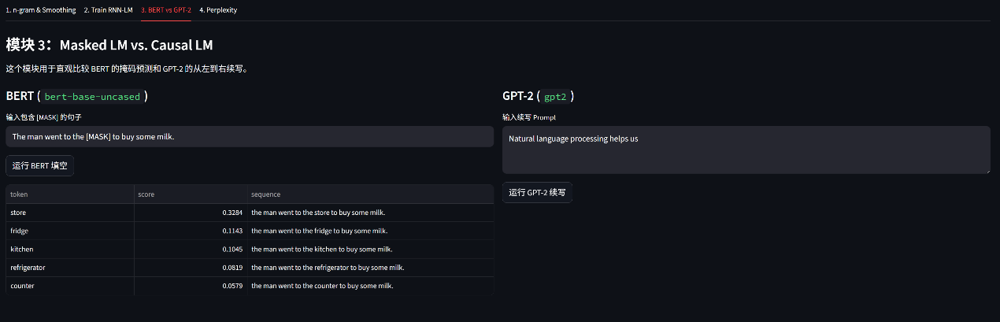 1. n-gram & Smoothing 2. Train RNN-LM 3. BERT vs GPT-2 4. Perplexity
模块 3：Masked LM vs. Causal LM
这个模块用于直观比较 BERT 的掩码预测和 GPT-2 的从左到右续写。
BERT ( bert-base-uncased )
输入包含 [MASK] 的句子
The man went to the [MASK] to buy some milk.
运行 BERT 填空
token score sequence
store 0.3284 the man went to the store to buy some milk.
fridge 0.1143 the man went to the fridge to buy some milk.
kitchen 0.1045 the man went to the kitchen to buy some milk.
refrigerator 0.0819 the man went to the refrigerator to buy some milk.
counter 0.0579 the man went to the counter to buy some milk.
GPT-2 ( gpt2 )
输入续写 Prompt
Natural language processing helps us
运行 GPT-2 续写